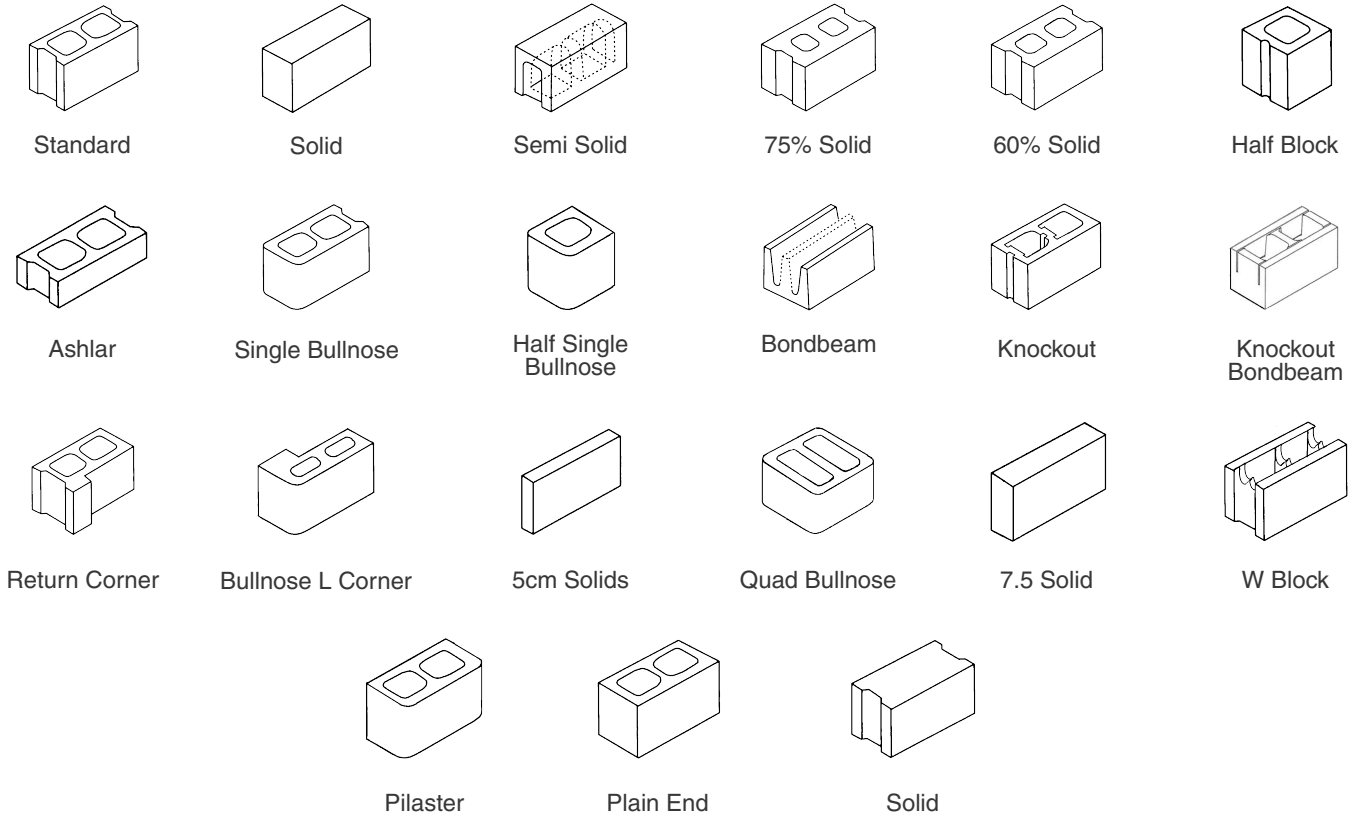 Standard
Solid
Semi Solid
75% Solid
60% Solid
Half Block
Ashlar
Single Bullnose
Half Single
Bullnose
Bondbeam
Knockout
Knockout
Bondbeam
Return Corner
Bullnose L Corner
5cm Solids
Quad Bullnose
7.5 Solid
W Block
Pilaster
Plain End
Solid